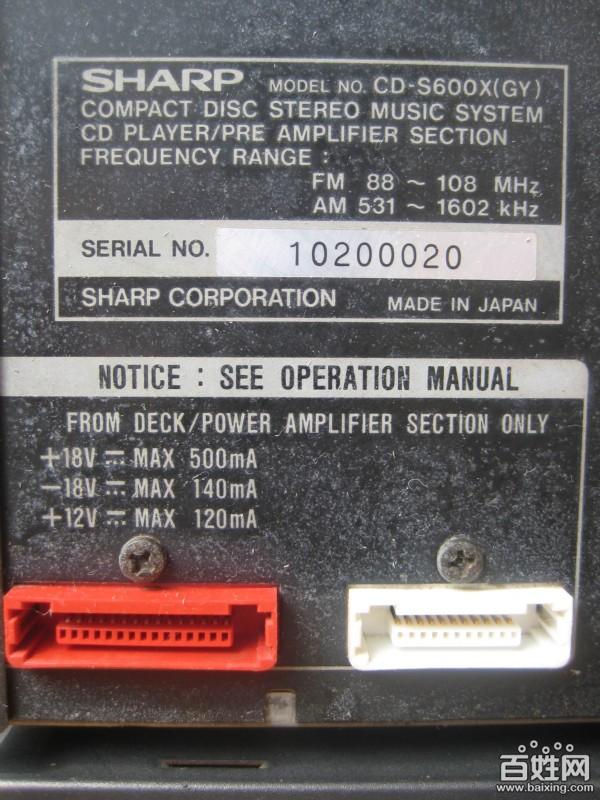 SHARP MODEL NO. CD-S600X(GY)
COMPACT DISC STEREO MUSIC SYSTEM
CD PLAYER/PRE AMPLIFIER SECTION
FREQUENCY RANGE :
FM 88 ~ 108 MHz
AM 531 ~ 1602 kHz
SERIAL NO. 10200020
SHARP CORPORATION MADE IN JAPAN
NOTICE : SEE OPERATION MANUAL
FROM DECK/POWER AMPLIFIER SECTION ONLY
+18V ⎓ MAX 500mA
−18V ⎓ MAX 140mA
+12V ⎓ MAX 120mA
百姓网
www.baixing.com